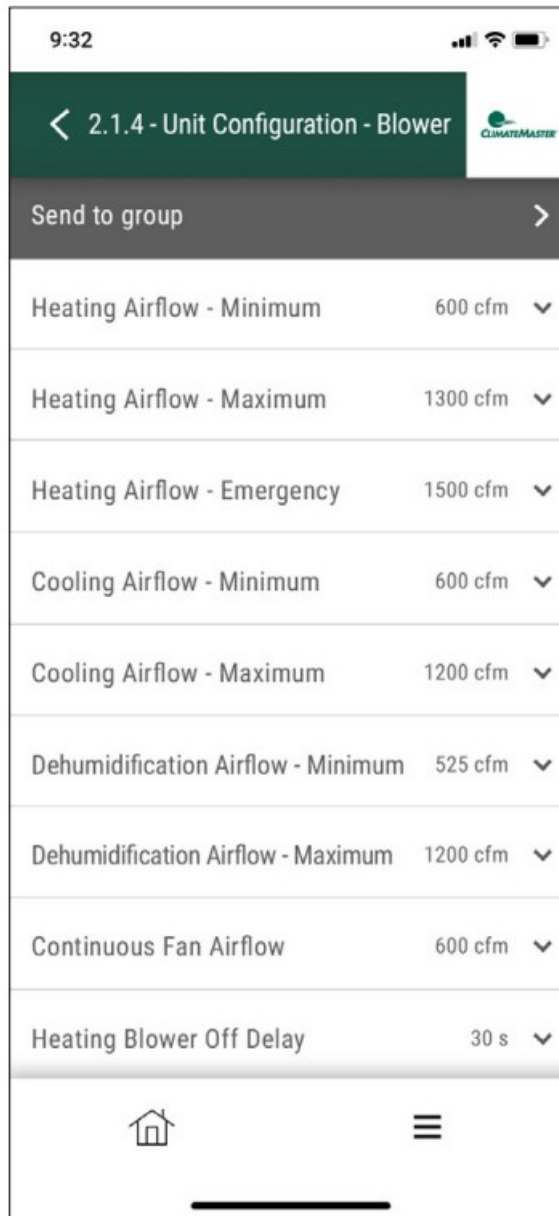 9:32
2.1.4 - Unit Configuration - Blower
CLIMATEMASTER
Send to group
Heating Airflow - Minimum 600 cfm
Heating Airflow - Maximum 1300 cfm
Heating Airflow - Emergency 1500 cfm
Cooling Airflow - Minimum 600 cfm
Cooling Airflow - Maximum 1200 cfm
Dehumidification Airflow - Minimum 525 cfm
Dehumidification Airflow - Maximum 1200 cfm
Continuous Fan Airflow 600 cfm
Heating Blower Off Delay 30 s